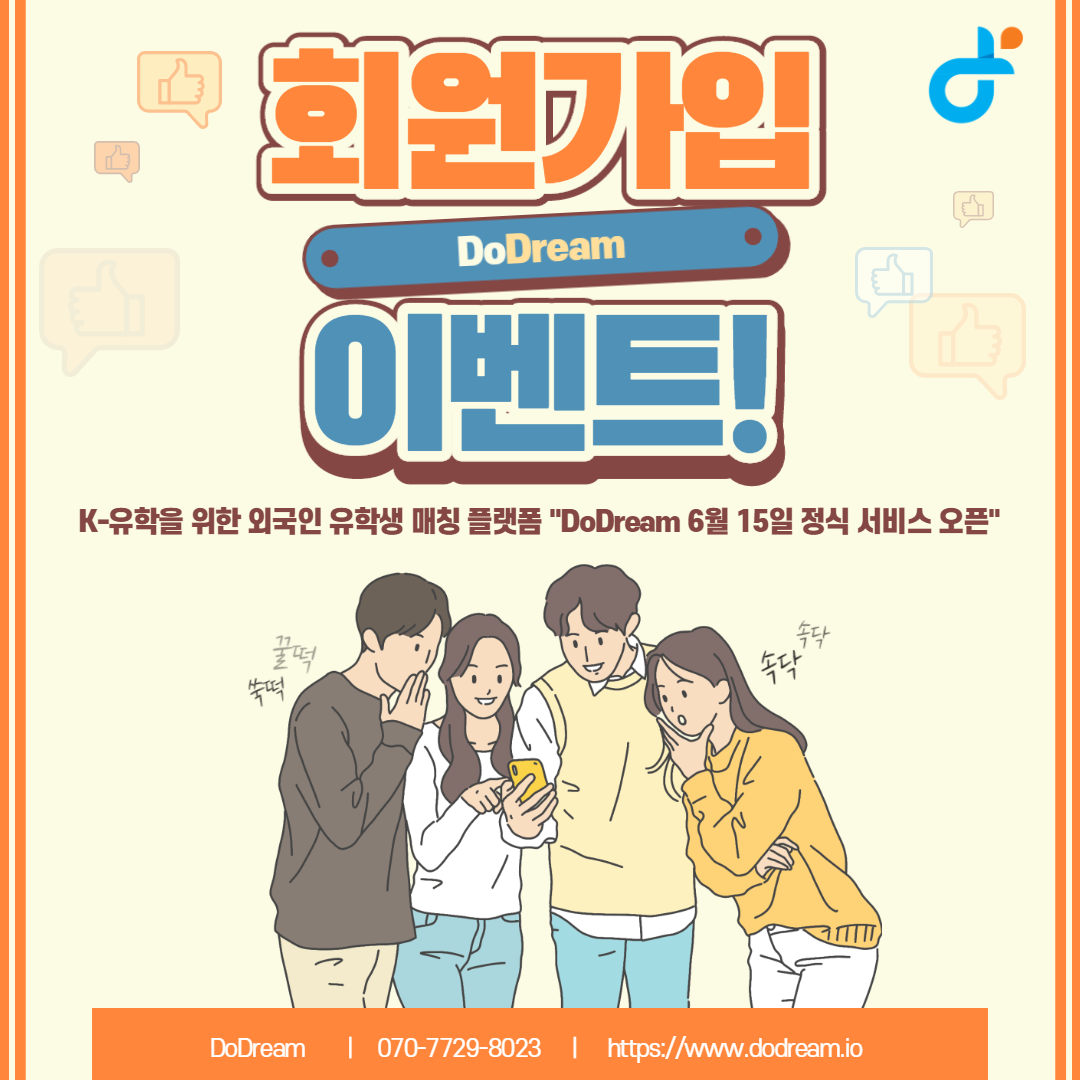 회원가입
DoDream
이벤트!
K-유학을 위한 외국인 유학생 매칭 플랫폼 "DoDream 6월 15일 정식 서비스 오픈"
꿀떡
쑥떡
속닥
속닥
DoDream | 070-7729-8023 | https://www.dodream.io